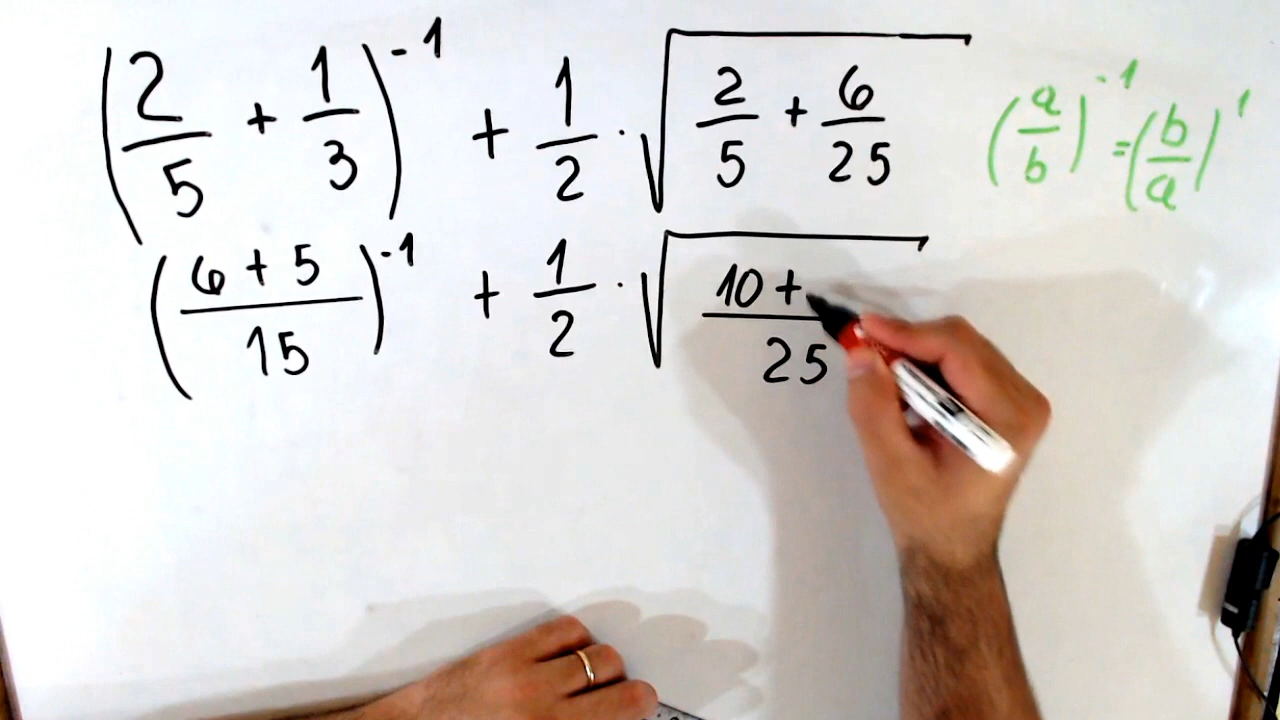 (2/5 + 1/3)^-1 + 1/2 · √(2/5 + 6/25)
(a/b)^-1 = (b/a)^1
((6 + 5)/15)^-1 + 1/2 · √((10 +)/25)